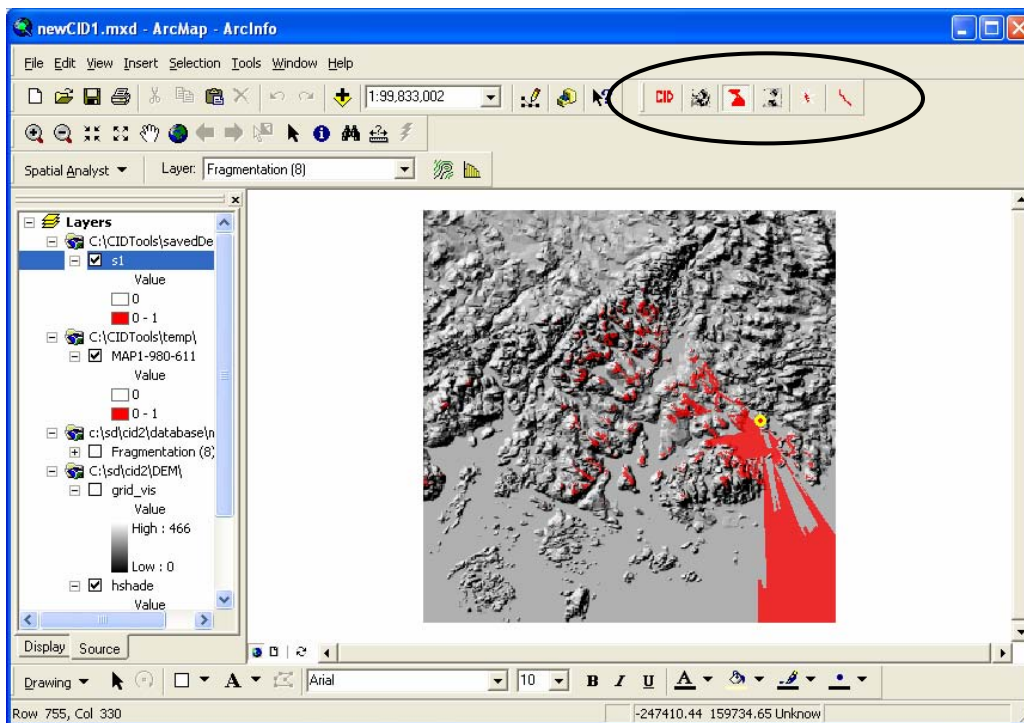 newCID1.mxd - ArcMap - ArcInfo
File Edit View Insert Selection Tools Window Help
1:99,833,002
CID
Spatial Analyst
Layer: Fragmentation (8)
Layers
C:\CIDTools\savedDe
s1
Value
0
0 - 1
C:\CIDTools\temp\
MAP1-980-611
Value
0
0 - 1
c:\sd\cid2\database\n
Fragmentation (8)
C:\sd\cid2\DEM\
grid_vis
Value
High : 466
Low : 0
hshade
Value
Display Source
Drawing A Arial 10 B I U A
Row 755, Col 330
-247410.44 159734.65 Unknow